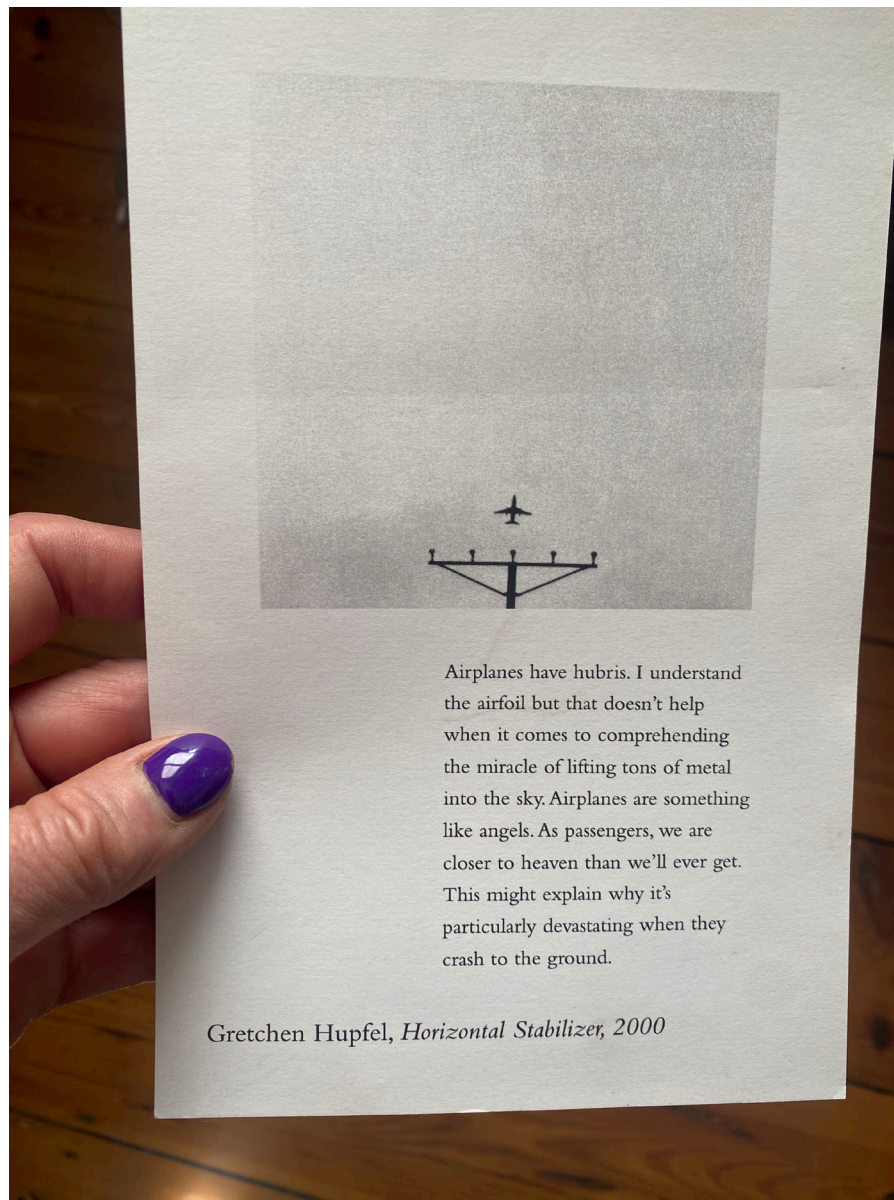 Airplanes have hubris. I understand
the airfoil but that doesn't help
when it comes to comprehending
the miracle of lifting tons of metal
into the sky. Airplanes are something
like angels. As passengers, we are
closer to heaven than we'll ever get.
This might explain why it's
particularly devastating when they
crash to the ground.
Gretchen Hupfel, Horizontal Stabilizer, 2000